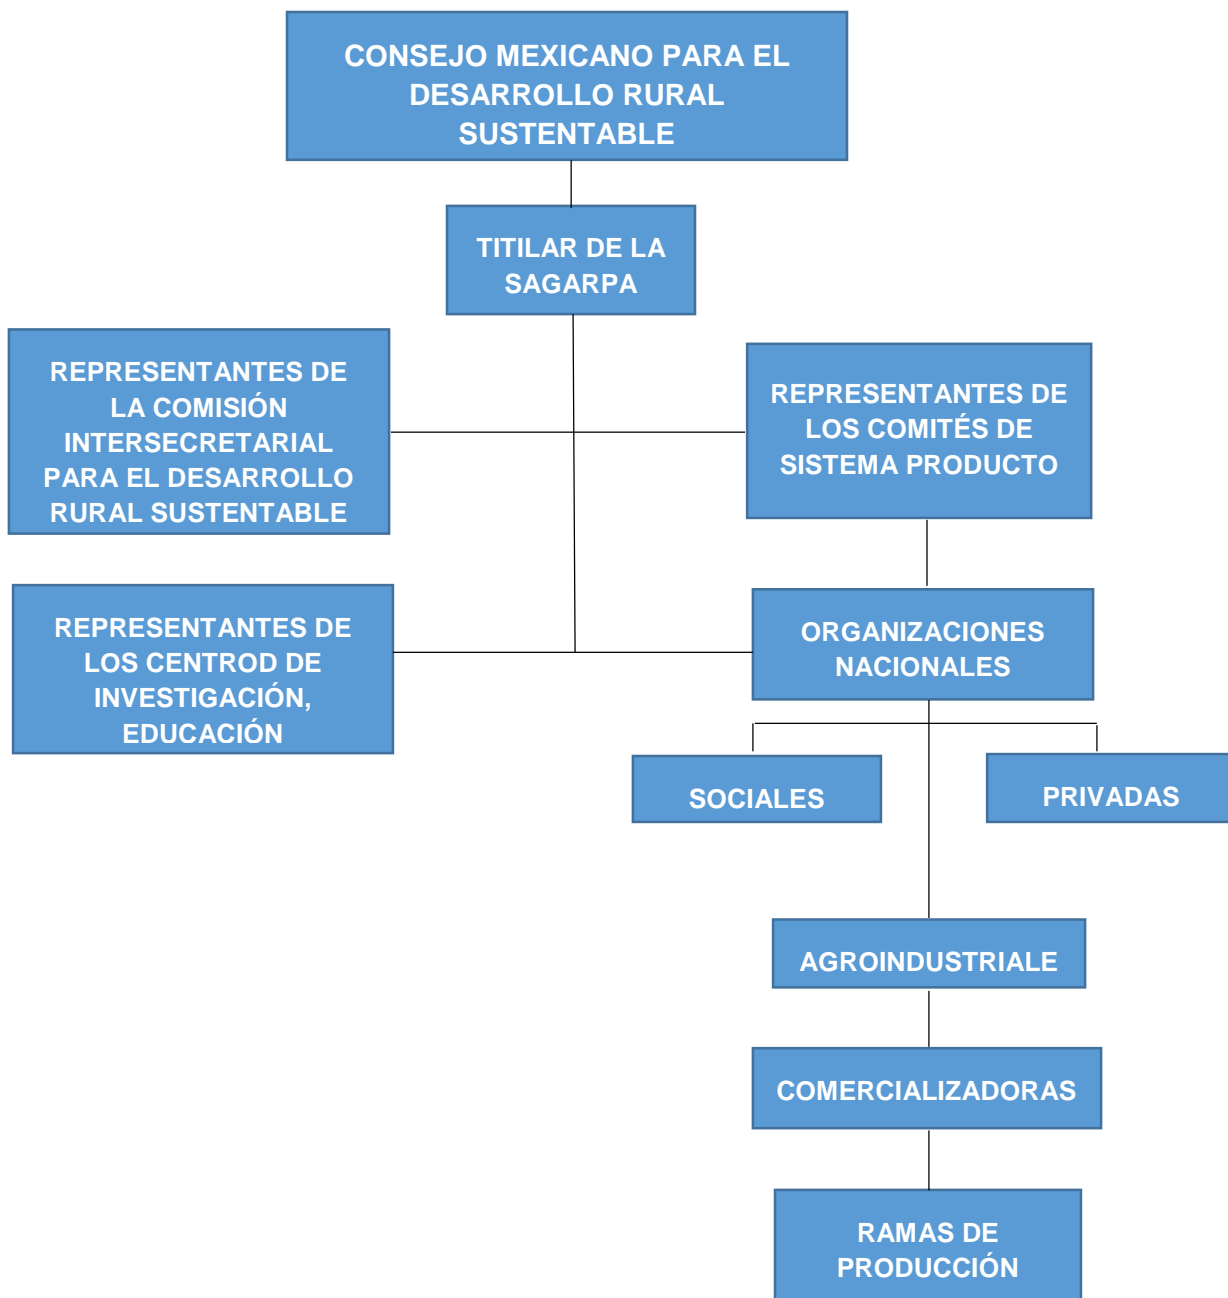 CONSEJO MEXICANO PARA EL
DESARROLLO RURAL
SUSTENTABLE
TITILAR DE LA
SAGARPA
REPRESENTANTES DE
LA COMISIÓN
INTERSECRETARIAL
PARA EL DESARROLLO
RURAL SUSTENTABLE
REPRESENTANTES DE
LOS COMITÉS DE
SISTEMA PRODUCTO
REPRESENTANTES DE
LOS CENTROD DE
INVESTIGACIÓN,
EDUCACIÓN
ORGANIZACIONES
NACIONALES
SOCIALES
PRIVADAS
AGROINDUSTRIALE
COMERCIALIZADORAS
RAMAS DE
PRODUCCIÓN